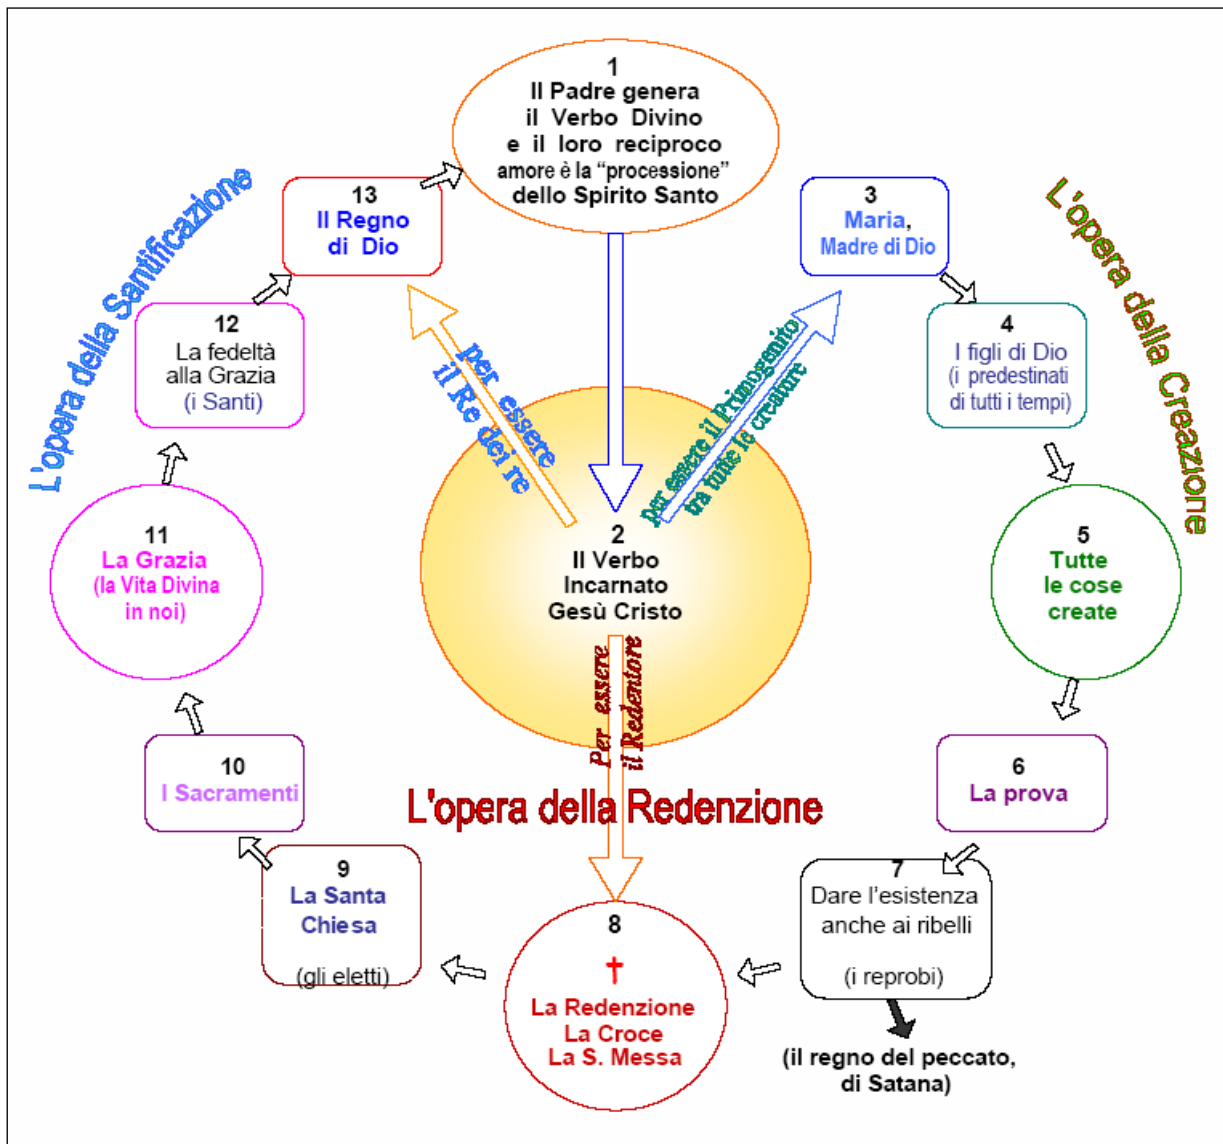 1
Il Padre genera
il Verbo Divino
e il loro reciproco
amore è la “processione”
dello Spirito Santo
L'opera della Santificazione
13
Il Regno
di Dio
3
Maria,
Madre di Dio
L'opera della Creazione
12
La fedeltà
alla Grazia
(i Santi)
4
I figli di Dio
(i predestinati
di tutti i tempi)
per essere
il Re dei re
per essere il Primogenito
tra tutte le creature
11
La Grazia
(la Vita Divina
in noi)
2
Il Verbo
Incarnato
Gesù Cristo
5
Tutte
le cose
create
Per essere
il Redentore
10
I Sacramenti
6
La prova
L'opera della Redenzione
9
La Santa
Chiesa
(gli eletti)
8
La Redenzione
La Croce
La S. Messa
7
Dare l’esistenza
anche ai ribelli
(i reprobi)
(il regno del peccato,
di Satana)